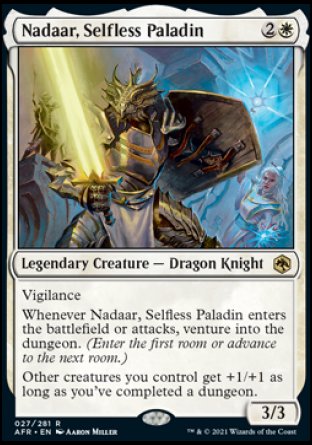 Nadaar, Selfless Paladin 2
Legendary Creature — Dragon Knight
Vigilance
Whenever Nadaar, Selfless Paladin enters
the battlefield or attacks, venture into the
dungeon. (Enter the first room or advance
to the next room.)
Other creatures you control get +1/+1 as
long as you've completed a dungeon.
3/3
027/281 R
AFR • EN Aaron Miller ™ & © 2021 Wizards of the Coast